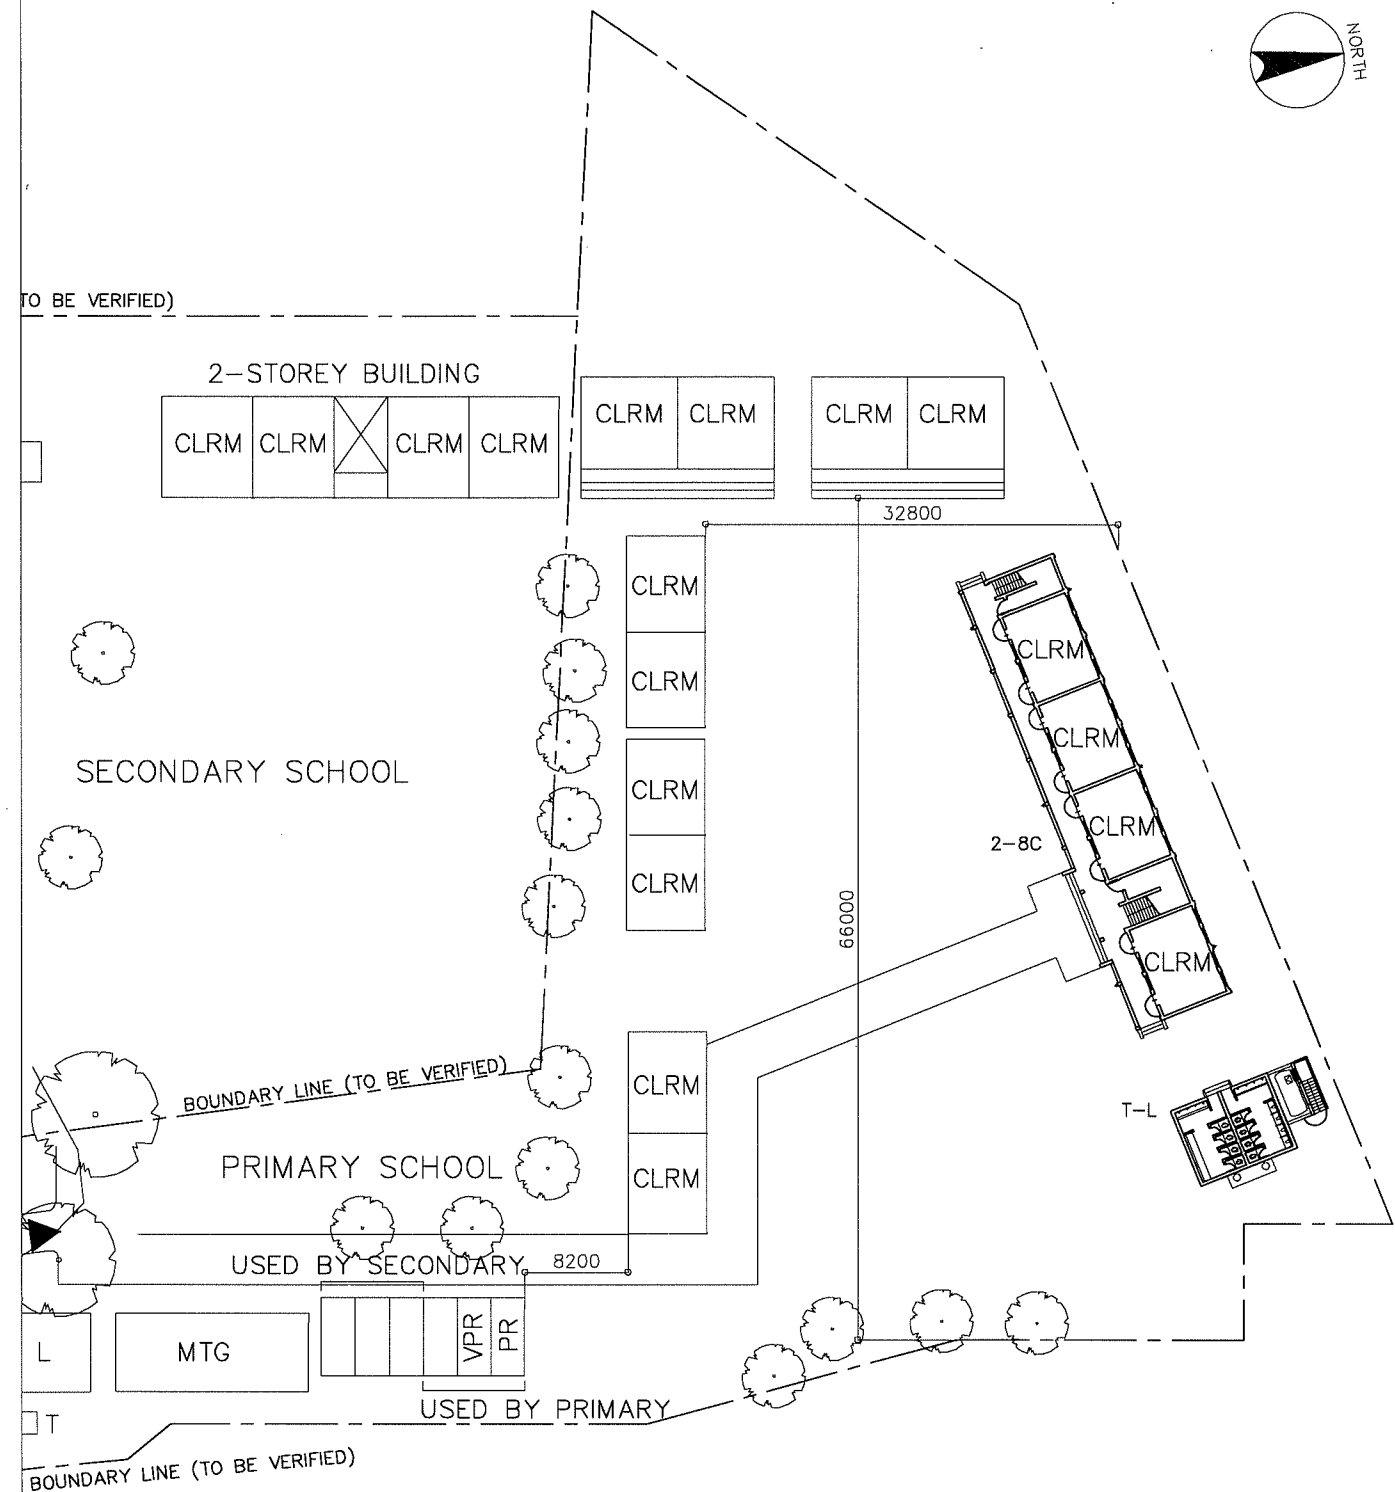 NORTH
TO BE VERIFIED)
2-STOREY BUILDING
CLRM CLRM CLRM CLRM
CLRM CLRM
CLRM CLRM
32800
CLRM
CLRM
CLRM
CLRM
SECONDARY SCHOOL
CLRM
CLRM
CLRM
CLRM
2-8C
66000
BOUNDARY LINE (TO BE VERIFIED)
CLRM
CLRM
T-L
PRIMARY SCHOOL
USED BY SECONDARY
8200
L
MTG
VPR
PR
USED BY PRIMARY
T
BOUNDARY LINE (TO BE VERIFIED)